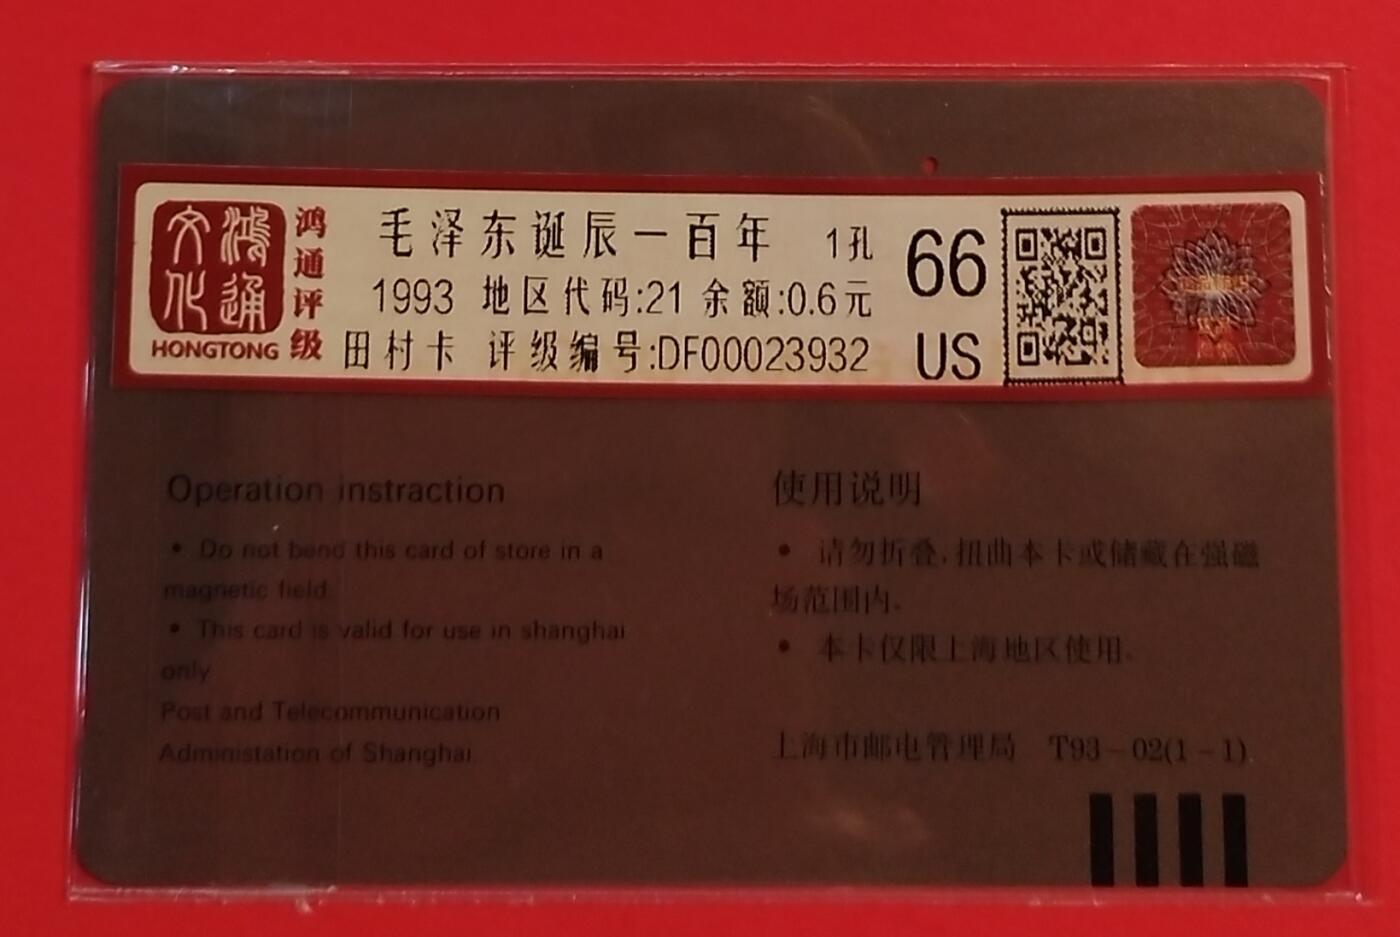 鸿通
文化
HONGTONG
鸿通评级
毛泽东诞辰一百年 1孔
1993 地区代码:21 余额:0.6元
田村卡 评级编号:DF00023932
66
US
Operation instraction
• Do not bend this card of store in a
magnetic field.
• This card is valid for use in shanghai
only
Post and Telecommunication
Administation of Shanghai
使用说明
• 请勿折叠,扭曲本卡或储藏在强磁
场范围内。
• 本卡仅限上海地区使用。
上海市邮电管理局 T93-02(1-1)